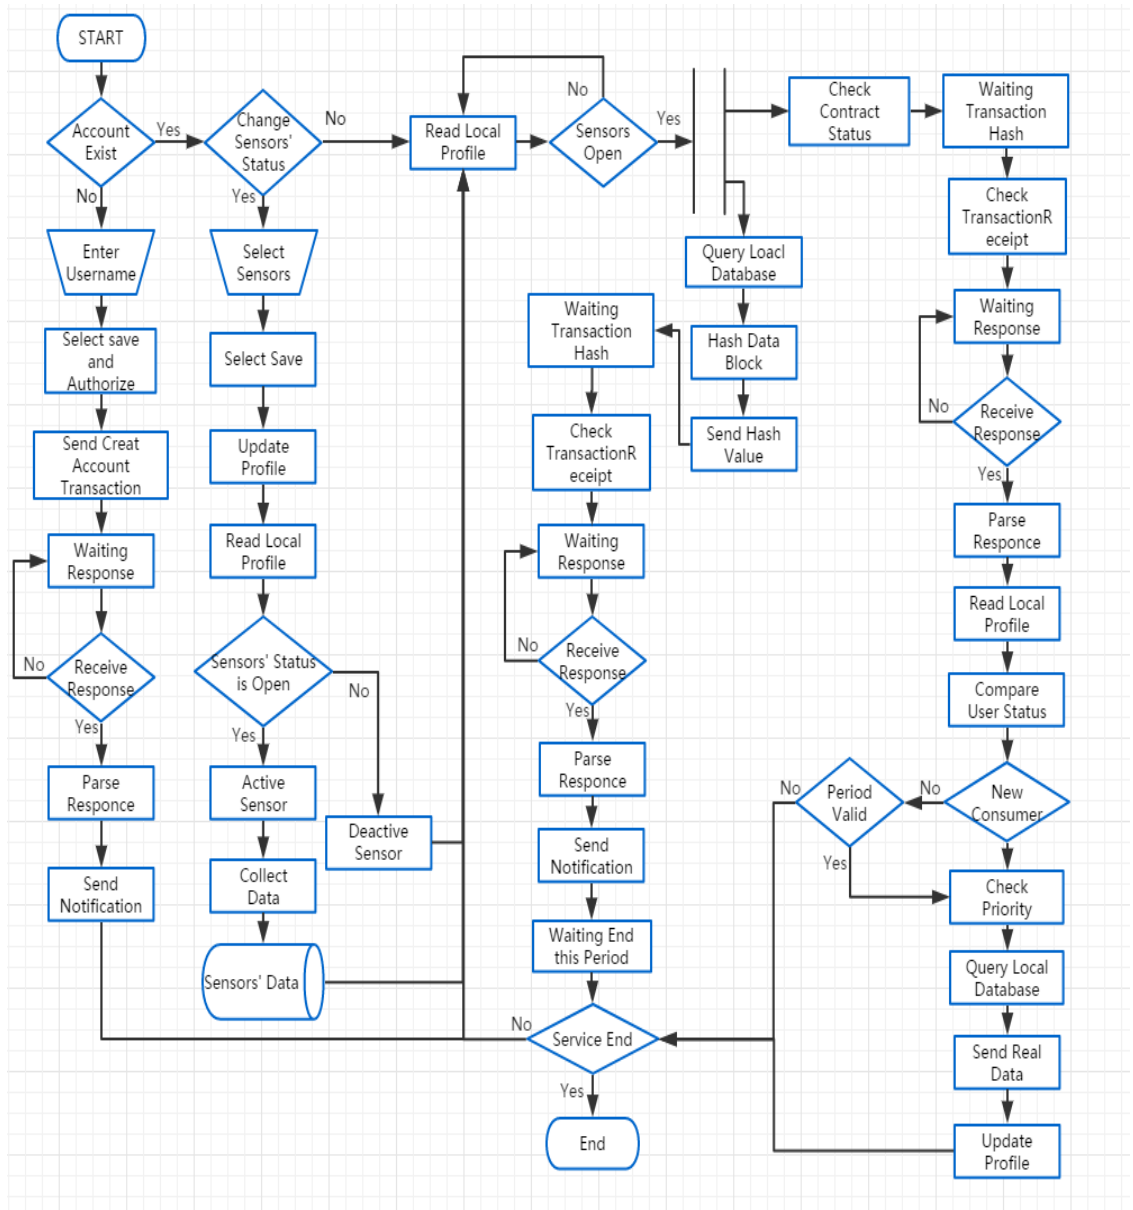 START
Account
Exist
Yes
No
Enter
Username
Select save
and
Authorize
Send Creat
Account
Transaction
Waiting
Response
Receive
Response
No
Yes
Parse
Responce
Send
Notification
Change
Sensors'
Status
No
Yes
Select
Sensors
Select Save
Update
Profile
Read Local
Profile
Sensors' Status
is Open
No
Yes
Active
Sensor
Deactive
Sensor
Collect
Data
Sensors' Data
Read Local
Profile
Sensors
Open
No
Yes
Query Loacl
Database
Hash Data
Block
Send Hash
Value
Waiting
Transaction
Hash
Check
TransactionR
eceipt
Waiting
Response
Receive
Response
No
Yes
Parse
Responce
Send
Notification
Waiting End
this Period
Service End
No
Yes
End
Check
Contract
Status
Waiting
Transaction
Hash
Check
TransactionR
eceipt
Waiting
Response
Receive
Response
No
Yes
Parse
Responce
Read Local
Profile
Compare
User Status
New
Consumer
No
Period
Valid
No
Yes
Check
Priority
Query Local
Database
Send Real
Data
Update
Profile